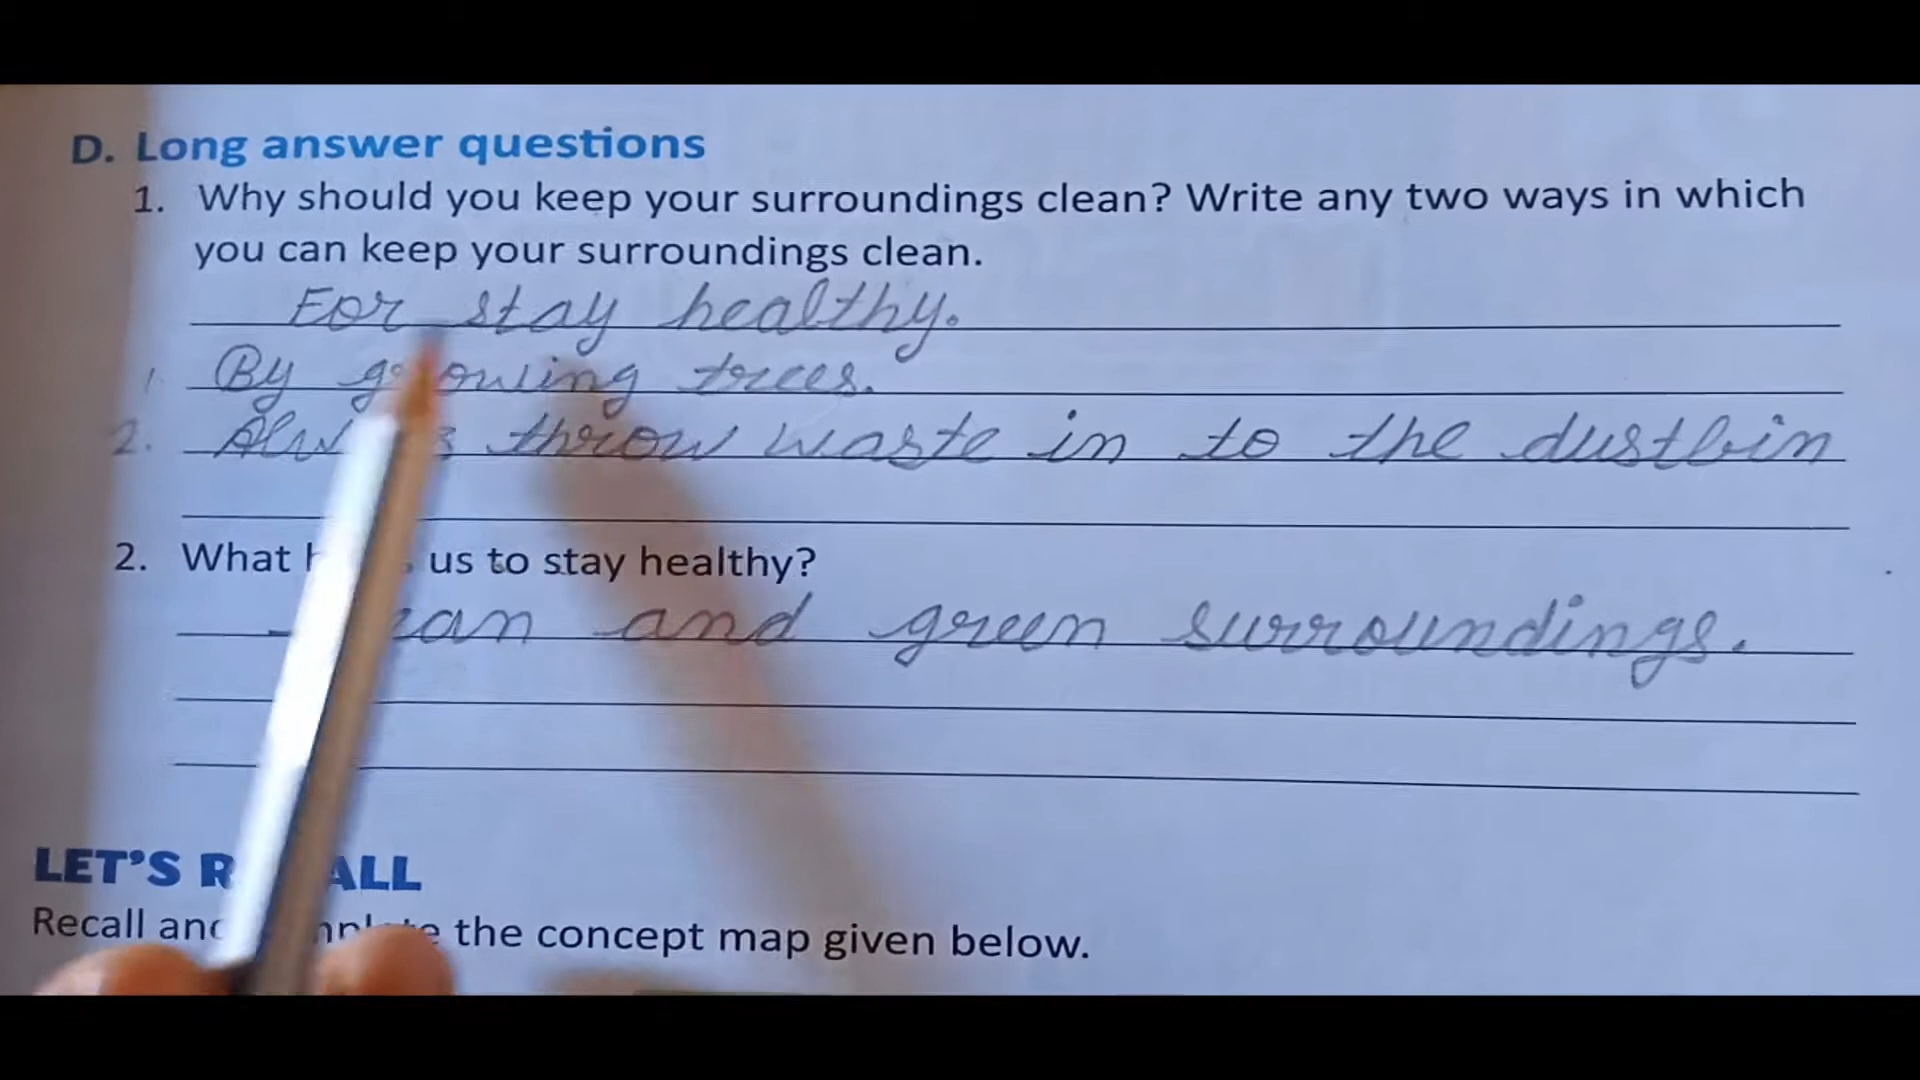 D. Long answer questions
1. Why should you keep your surroundings clean? Write any two ways in which
you can keep your surroundings clean.
For stay healthy.
1. By growing trees.
2. throw waste in to the dustbin
2. What us to stay healthy?
and green surroundings.
LET'S
Recall the concept map given below.